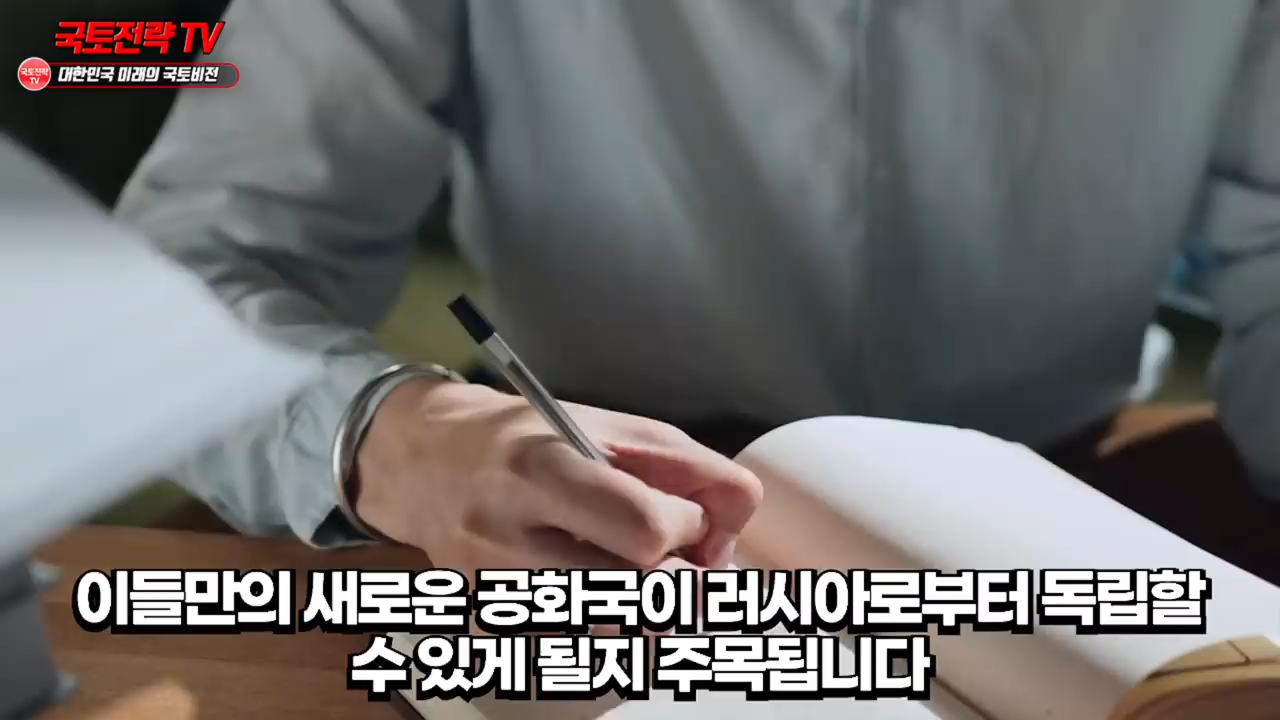 국토전략 TV
국토전략
TV
대한민국 미래의 국토비전
이들만의 새로운 공화국이 러시아로부터 독립할
수 있게 될지 주목됩니다